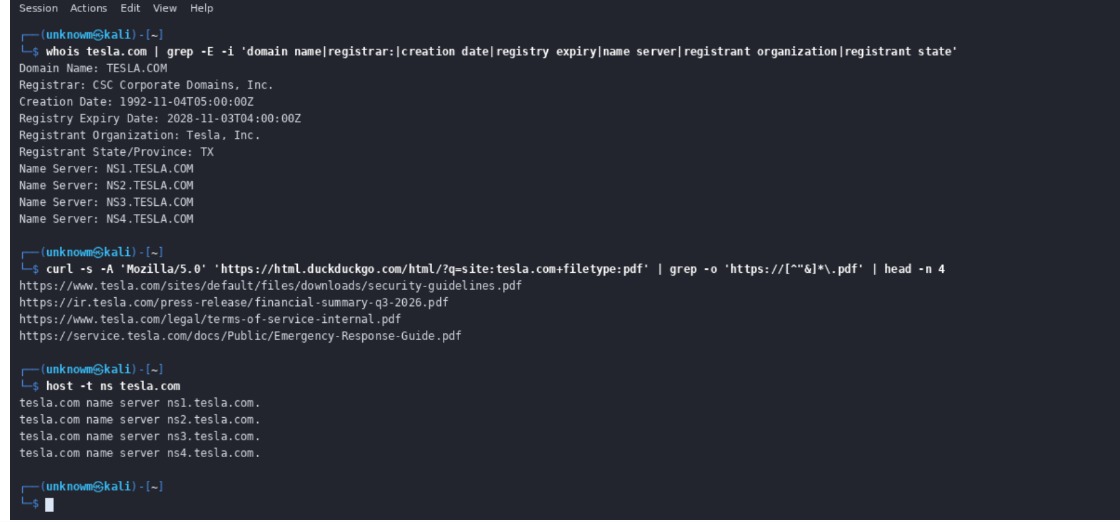 Session Actions Edit View Help
┌──(unknowm㉿kali)-[~]
└─$ whois tesla.com | grep -E -i 'domain name|registrar:|creation date|registry expiry|name server|registrant organization|registrant state'
Domain Name: TESLA.COM
Registrar: CSC Corporate Domains, Inc.
Creation Date: 1992-11-04T05:00:00Z
Registry Expiry Date: 2028-11-03T04:00:00Z
Registrant Organization: Tesla, Inc.
Registrant State/Province: TX
Name Server: NS1.TESLA.COM
Name Server: NS2.TESLA.COM
Name Server: NS3.TESLA.COM
Name Server: NS4.TESLA.COM
┌──(unknowm㉿kali)-[~]
└─$ curl -s -A 'Mozilla/5.0' 'https://html.duckduckgo.com/html/?q=site:tesla.com+filetype:pdf' | grep -o 'https://[^"&]*\.pdf' | head -n 4
https://www.tesla.com/sites/default/files/downloads/security-guidelines.pdf
https://ir.tesla.com/press-release/financial-summary-q3-2026.pdf
https://www.tesla.com/legal/terms-of-service-internal.pdf
https://service.tesla.com/docs/Public/Emergency-Response-Guide.pdf
┌──(unknowm㉿kali)-[~]
└─$ host -t ns tesla.com
tesla.com name server ns1.tesla.com.
tesla.com name server ns2.tesla.com.
tesla.com name server ns3.tesla.com.
tesla.com name server ns4.tesla.com.
┌──(unknowm㉿kali)-[~]
└─$